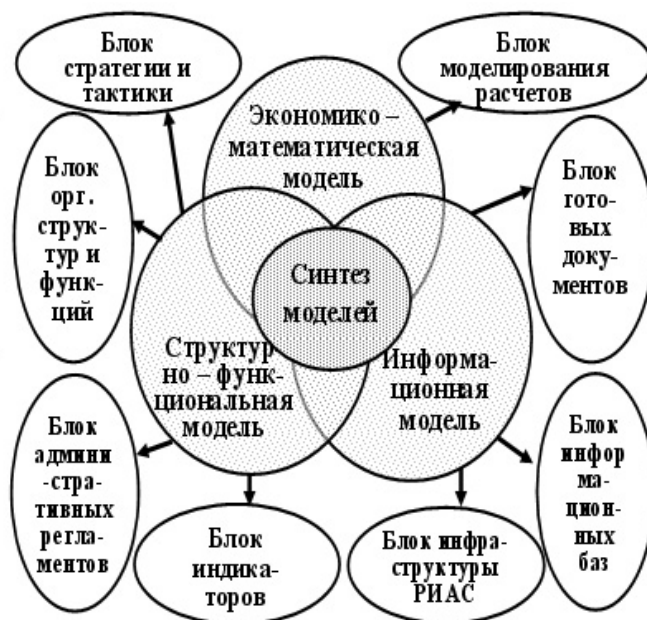 Блок
стратегии и
тактики
Блок
моделирования
расчетов
Экономико –
математическая
модель
Блок
орг.
струк-
тур и
функ-
ций
Блок
гото-
вых
доку-
ментов
Синтез
моделей
Структур
но – функ-
циональная
модель
Информа-
ционная
модель
Блок
админи
-стра-
тивных
регла-
ментов
Блок
инфор
ма-
цион-
ных
баз
Блок
индика-
торов
Блок инфра-
структуры
РИАС